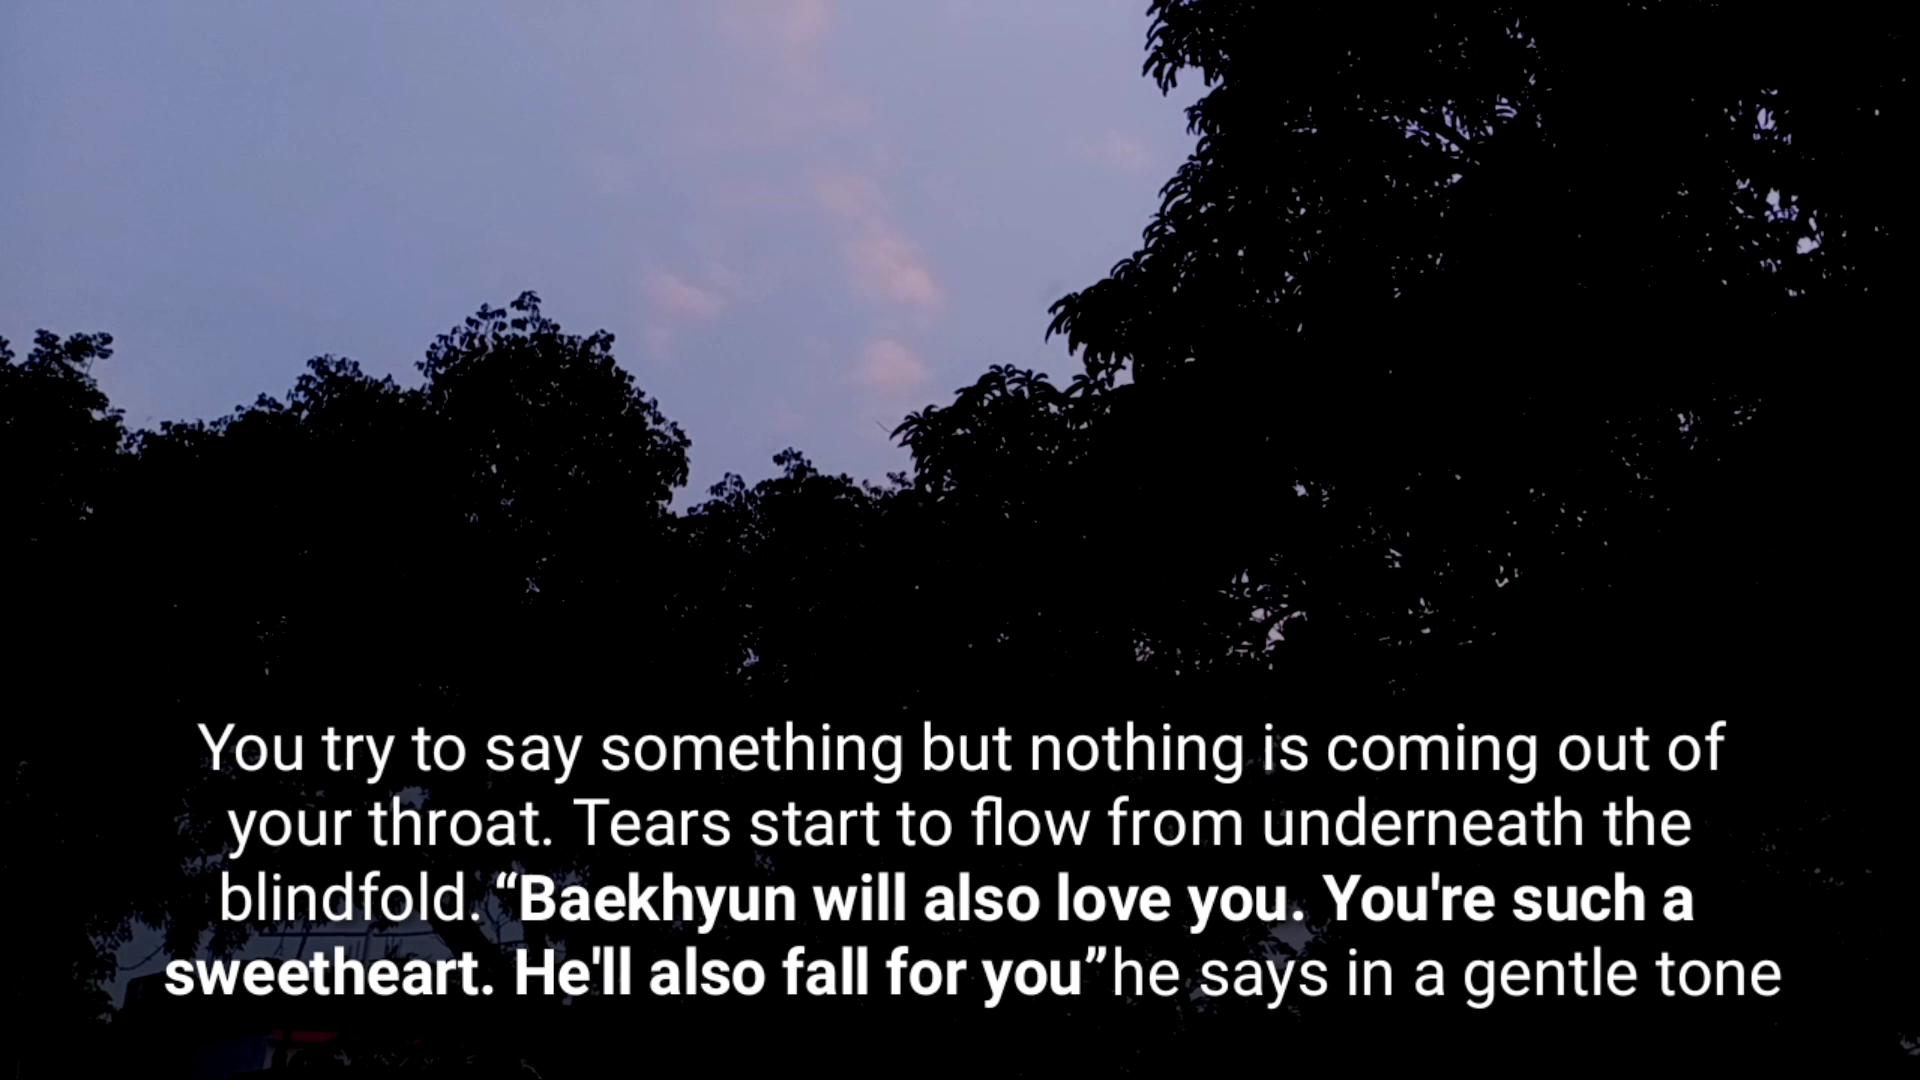 You try to say something but nothing is coming out of
your throat. Tears start to flow from underneath the
blindfold. “Baekhyun will also love you. You're such a
sweetheart. He'll also fall for you”he says in a gentle tone